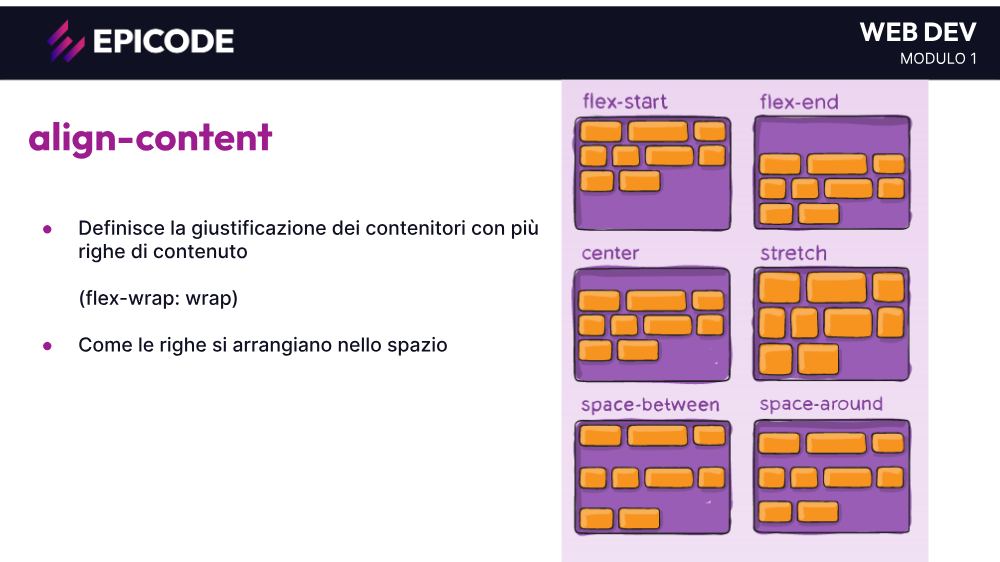 EPICODE
WEB DEV
MODULO 1
align-content
Definisce la giustificazione dei contenitori con più
righe di contenuto
(flex-wrap: wrap)
Come le righe si arrangiano nello spazio
flex-start
flex-end
center
stretch
space-between
space-around